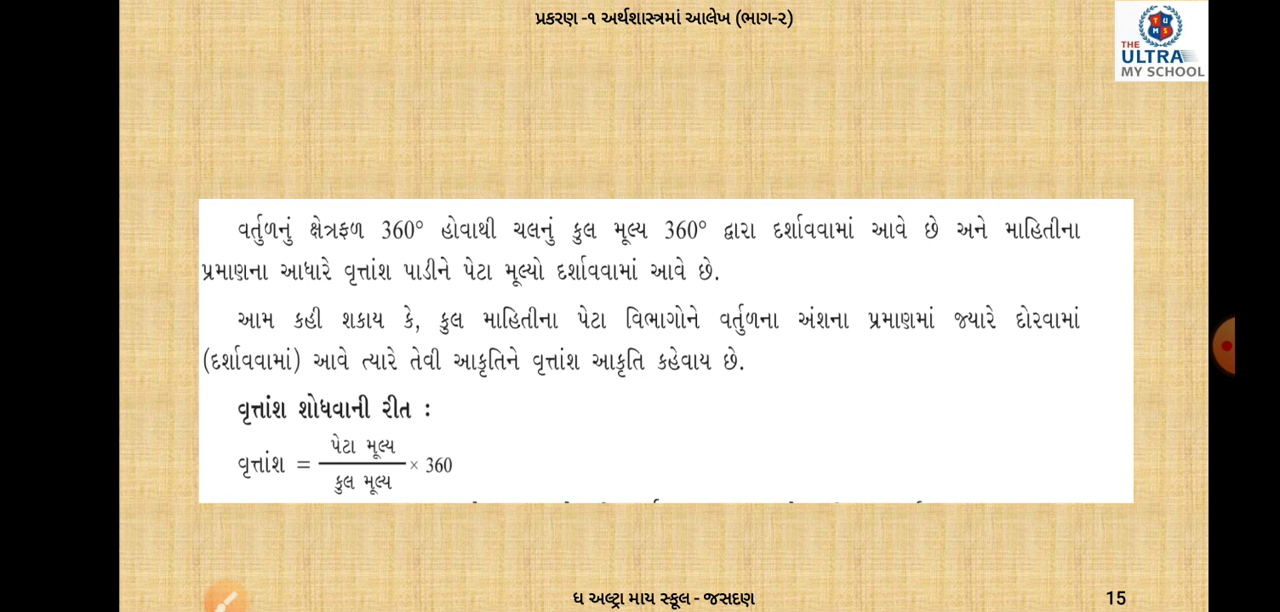 પ્રકરણ -૧ અર્થશાસ્ત્રમાં આલેખ (ભાગ-૨)
T U
M S
THE
ULTRA
MY SCHOOL
વર્તુળનું ક્ષેત્રફળ 360° હોવાથી ચલનું કુલ મૂલ્ય 360° દ્વારા દર્શાવવામાં આવે છે અને માહિતીના
પ્રમાણના આધારે વૃત્તાંશ પાડીને પેટા મૂલ્યો દર્શાવવામાં આવે છે.
આમ કહી શકાય કે, કુલ માહિતીના પેટા વિભાગોને વર્તુળના અંશના પ્રમાણમાં જ્યારે દોરવામાં
(દર્શાવવામાં) આવે ત્યારે તેવી આકૃતિને વૃત્તાંશ આકૃતિ કહેવાય છે.
વૃત્તાંશ શોધવાની રીત :
પેટા મૂલ્ય
વૃત્તાંશ = × 360
કુલ મૂલ્ય
ધ અલ્ટ્રા માય સ્કૂલ - જસદણ
15